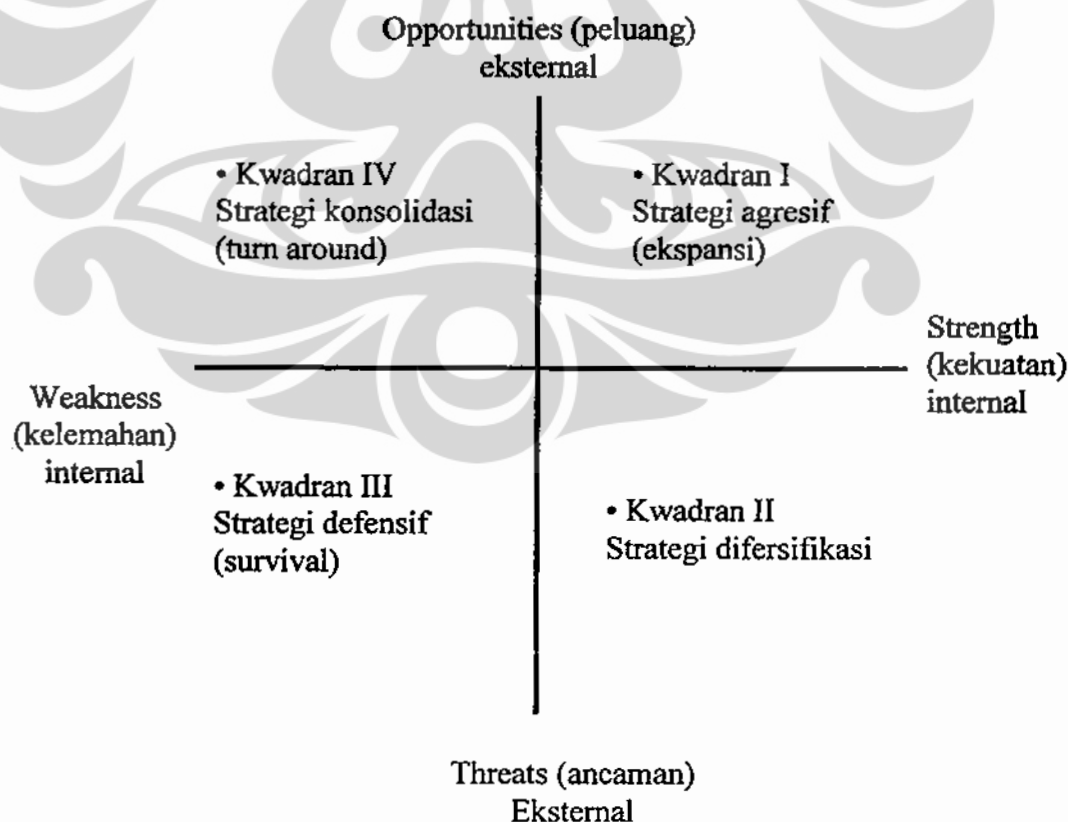 Opportunities (peluang)
eksternal
• Kwadran IV
Strategi konsolidasi
(turn around)
• Kwadran I
Strategi agresif
(ekspansi)
Strength
(kekuatan)
internal
Weakness
(kelemahan)
internal
• Kwadran III
Strategi defensif
(survival)
• Kwadran II
Strategi difersifikasi
Threats (ancaman)
Eksternal